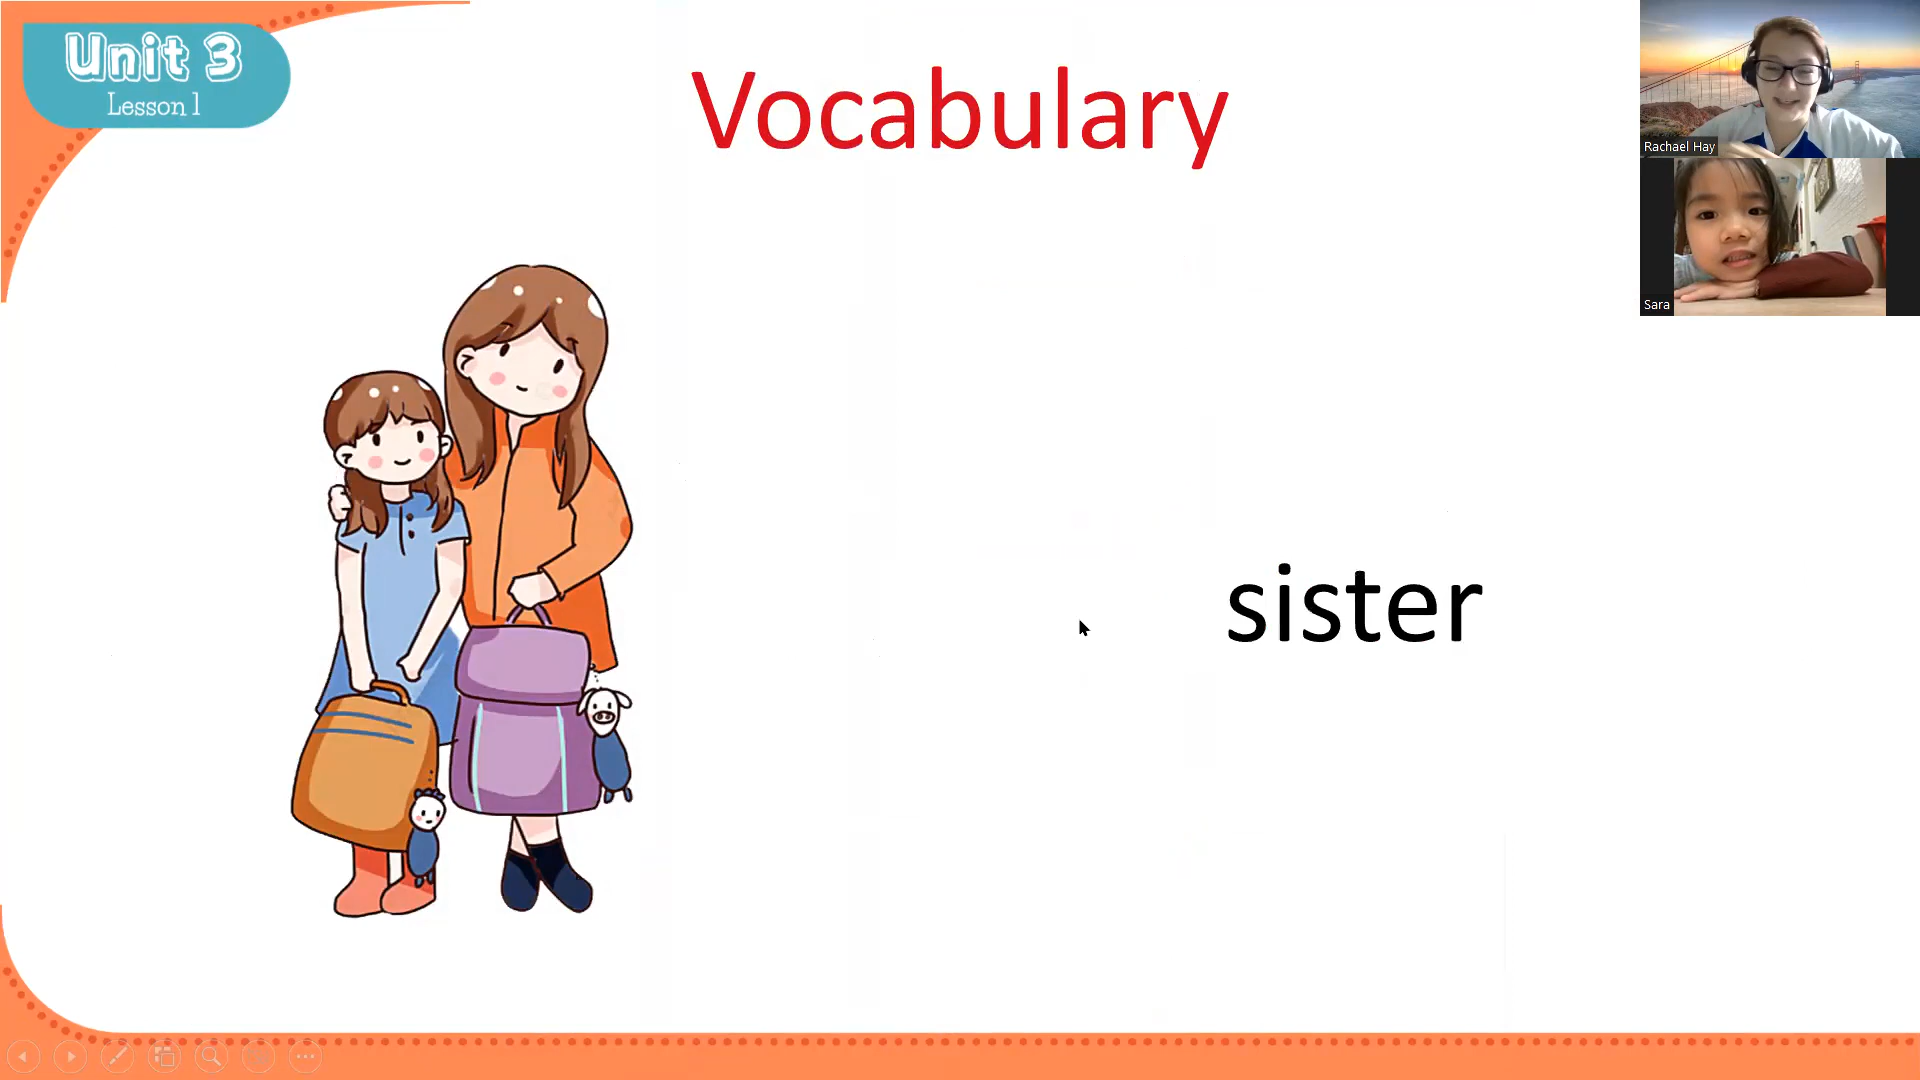 Unit 3
Lesson 1
Vocabulary
sister
Rachael Hay
Sara